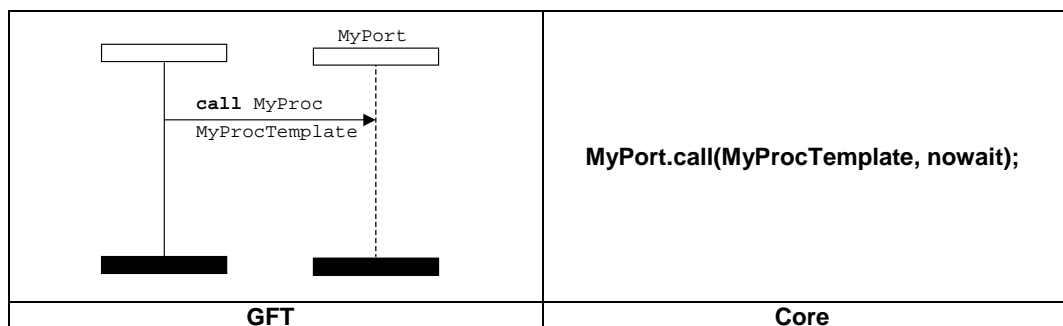 MyPort
call MyProc
MyProcTemplate
MyPort.call(MyProcTemplate, nowait);
GFT
Core